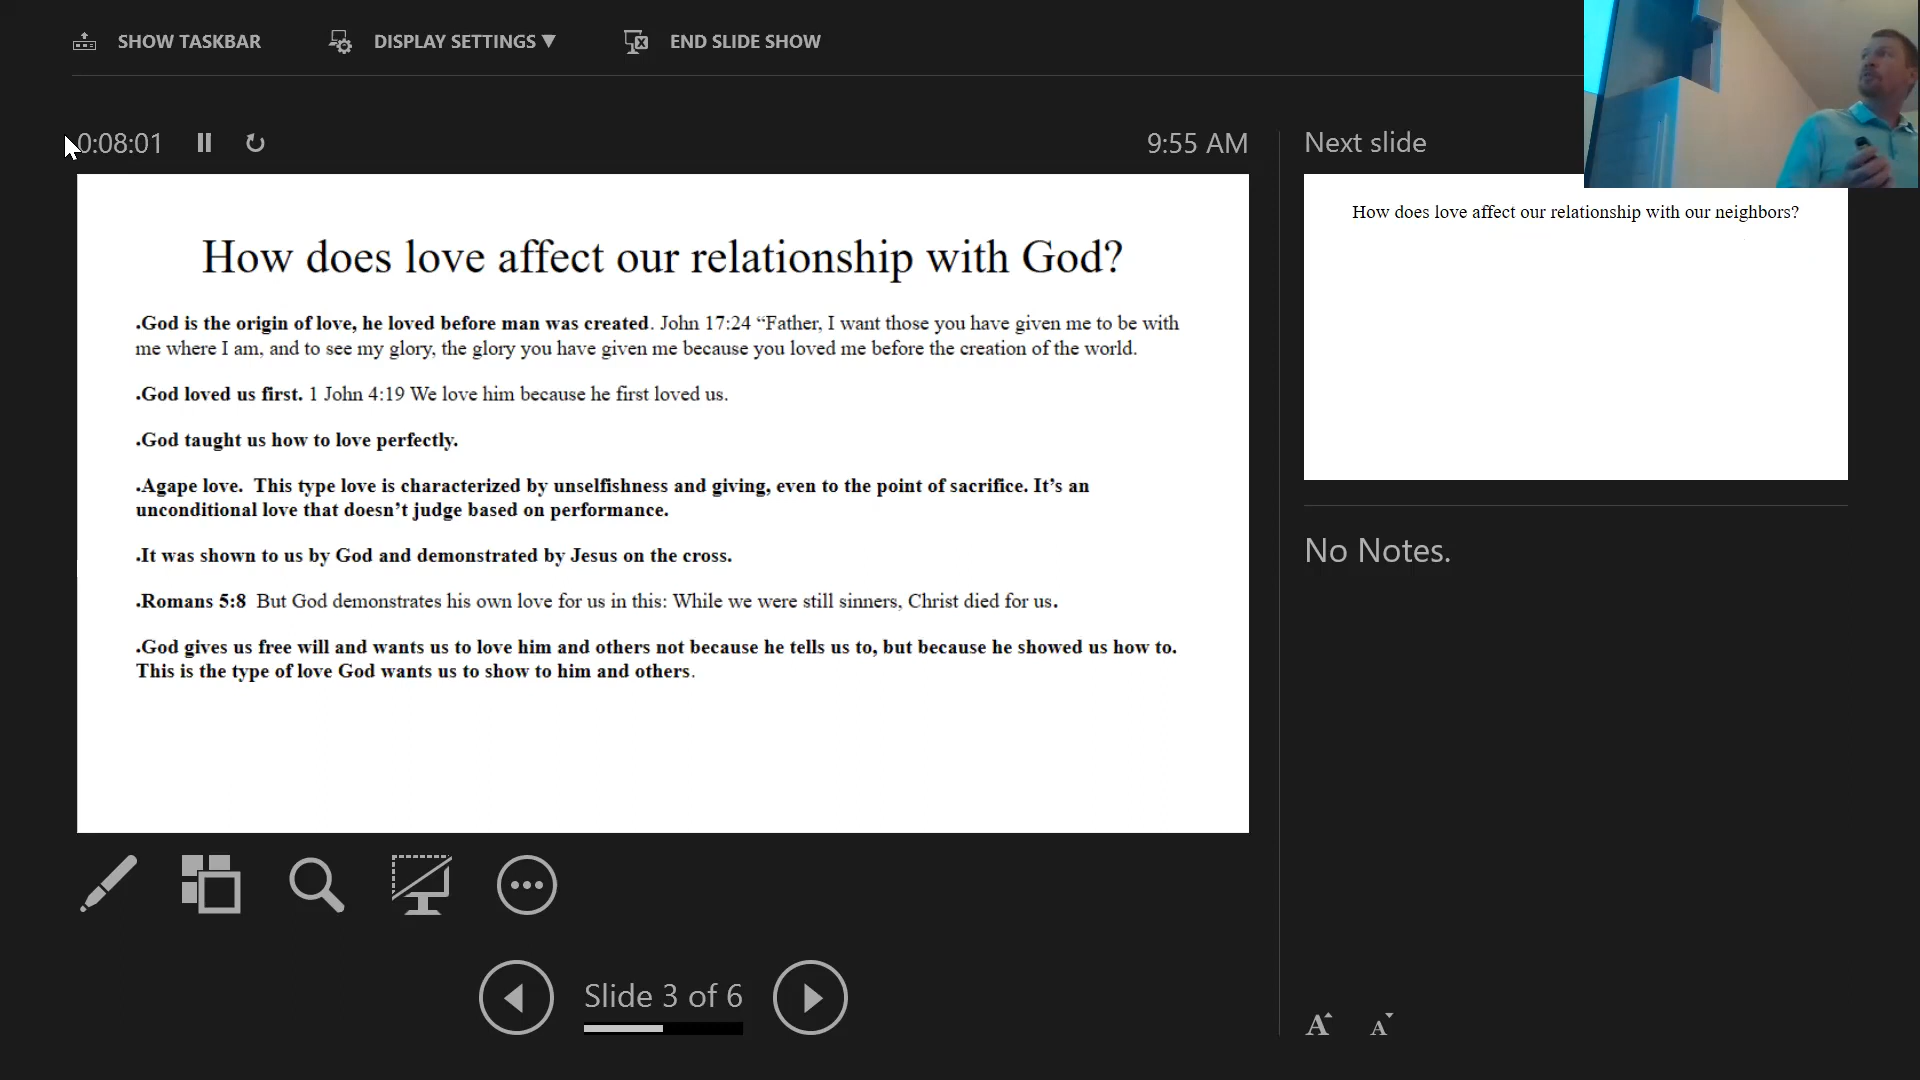 SHOW TASKBAR
DISPLAY SETTINGS ▼
END SLIDE SHOW
0:08:01
9:55 AM
Next slide
How does love affect our relationship with God?
.God is the origin of love, he loved before man was created. John 17:24 “Father, I want those you have given me to be with
me where I am, and to see my glory, the glory you have given me because you loved me before the creation of the world.
.God loved us first. 1 John 4:19 We love him because he first loved us.
.God taught us how to love perfectly.
.Agape love.  This type love is characterized by unselfishness and giving, even to the point of sacrifice. It’s an
unconditional love that doesn’t judge based on performance.
.It was shown to us by God and demonstrated by Jesus on the cross.
.Romans 5:8  But God demonstrates his own love for us in this: While we were still sinners, Christ died for us.
.God gives us free will and wants us to love him and others not because he tells us to, but because he showed us how to.
This is the type of love God wants us to show to him and others.
How does love affect our relationship with our neighbors?
No Notes.
Slide 3 of 6
A
A